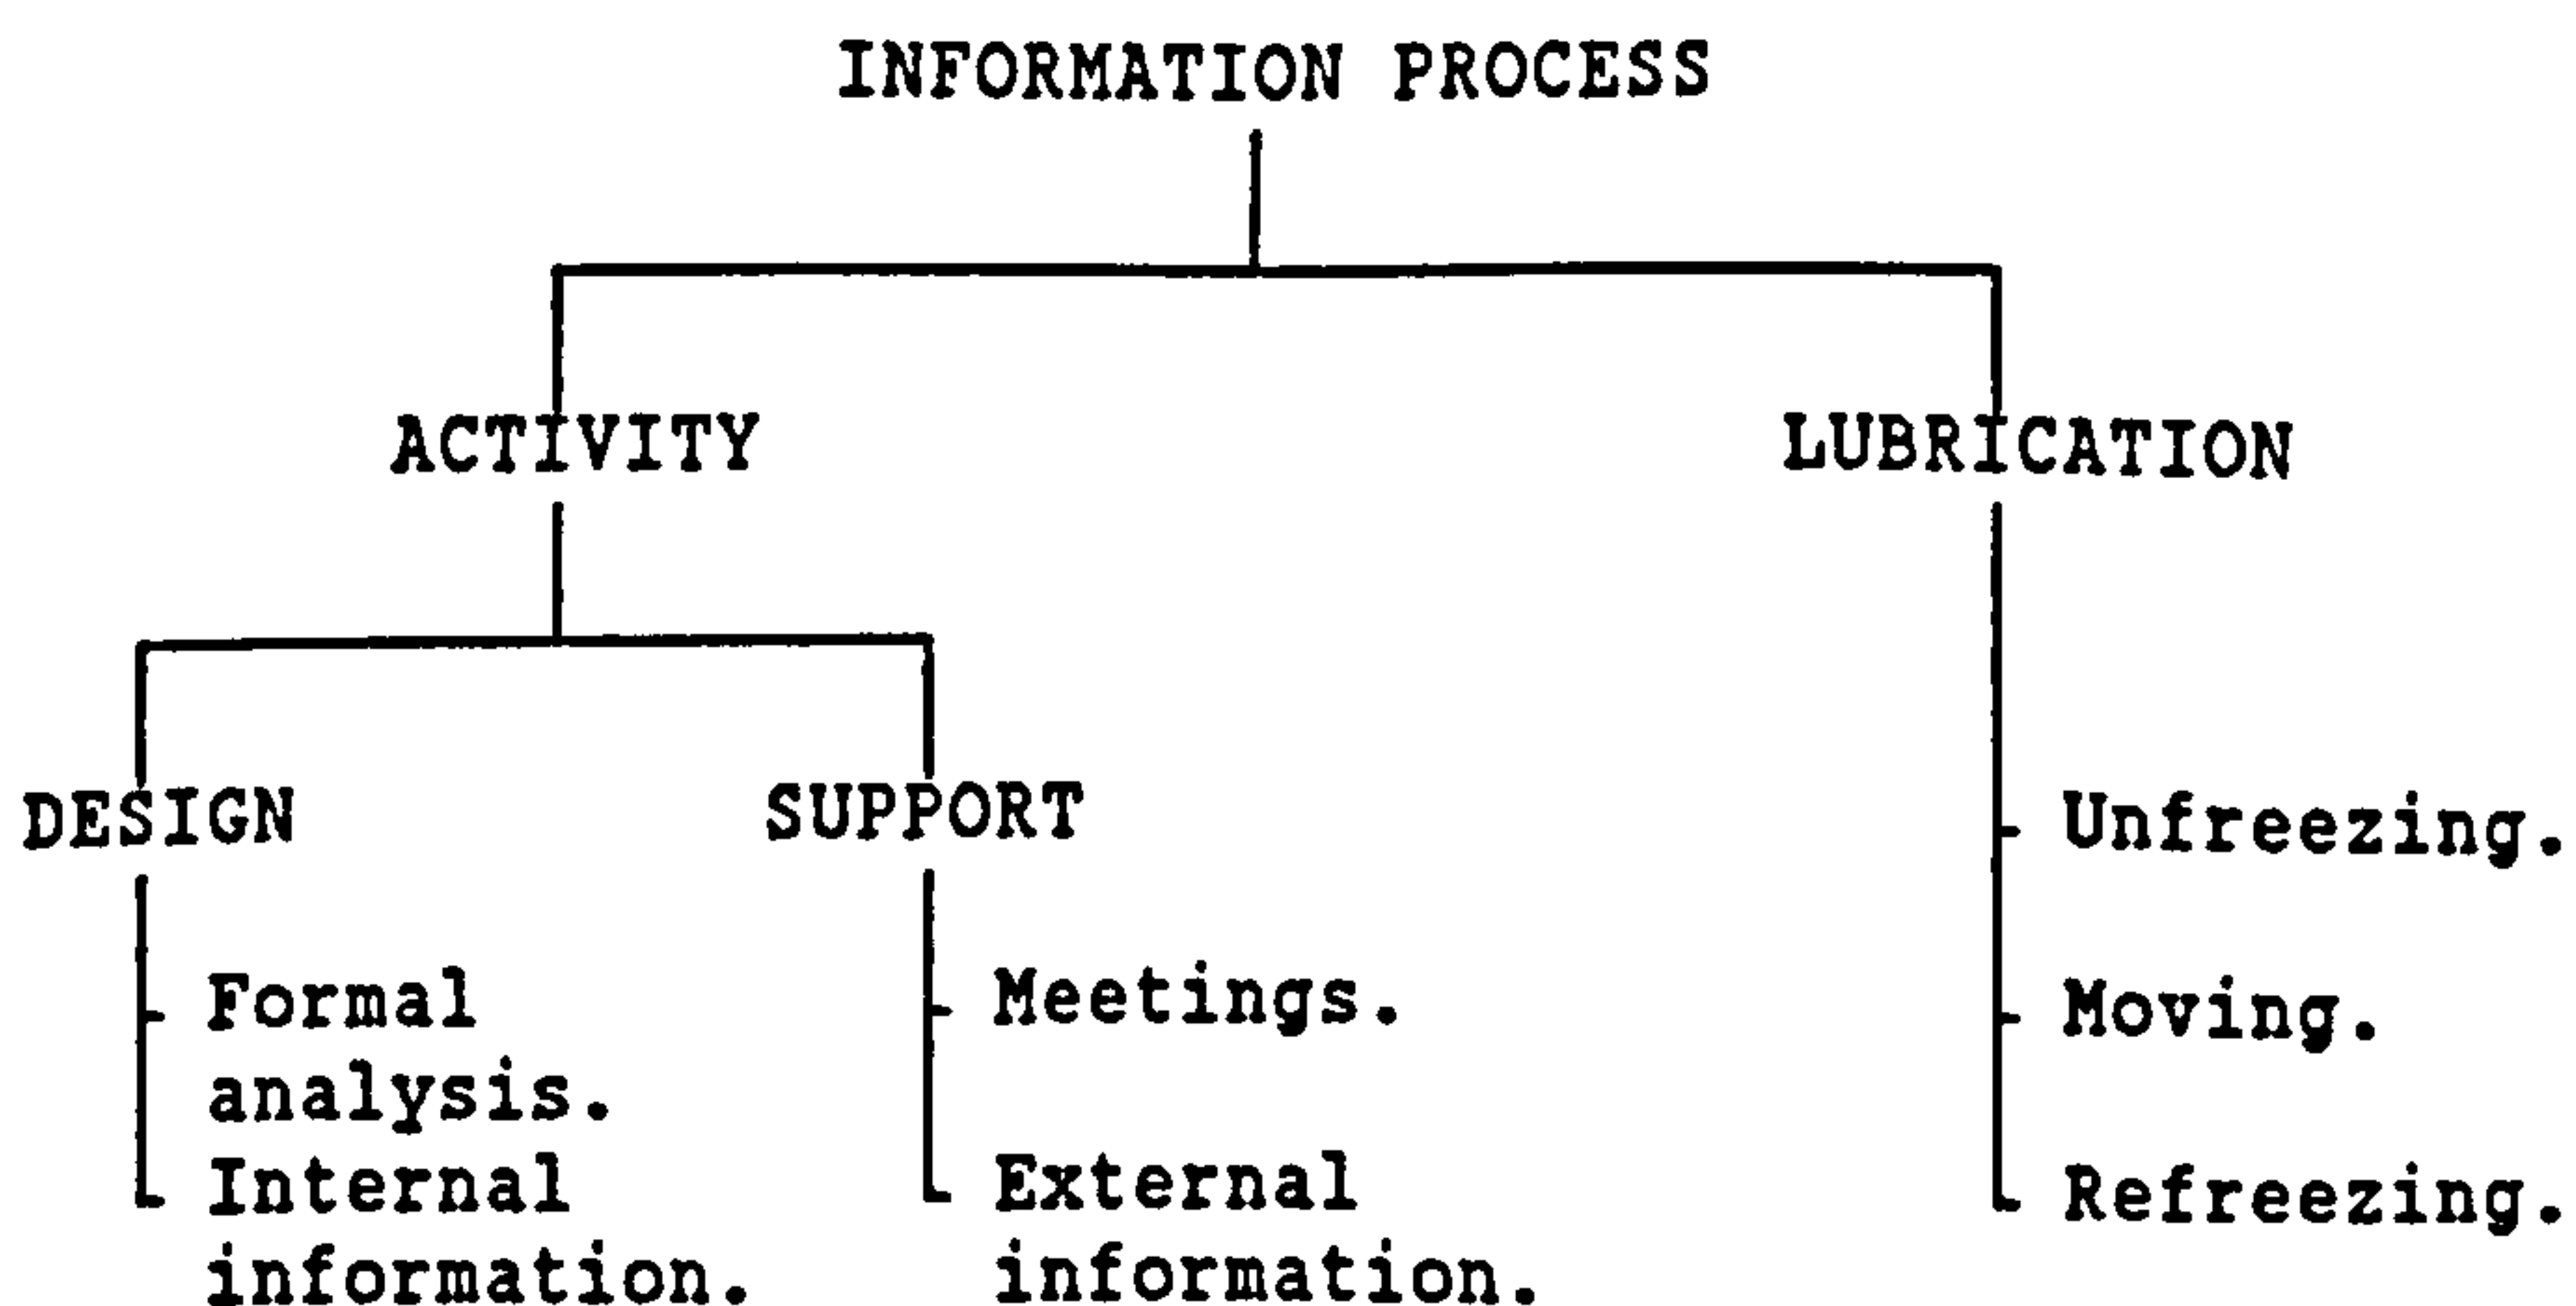 INFORMATION PROCESS
ACTIVITY
LUBRICATION
DESIGN
SUPPORT
Formal
analysis.
Internal
information.
Meetings.
External
information.
Unfreezing.
Moving.
Refreezing.